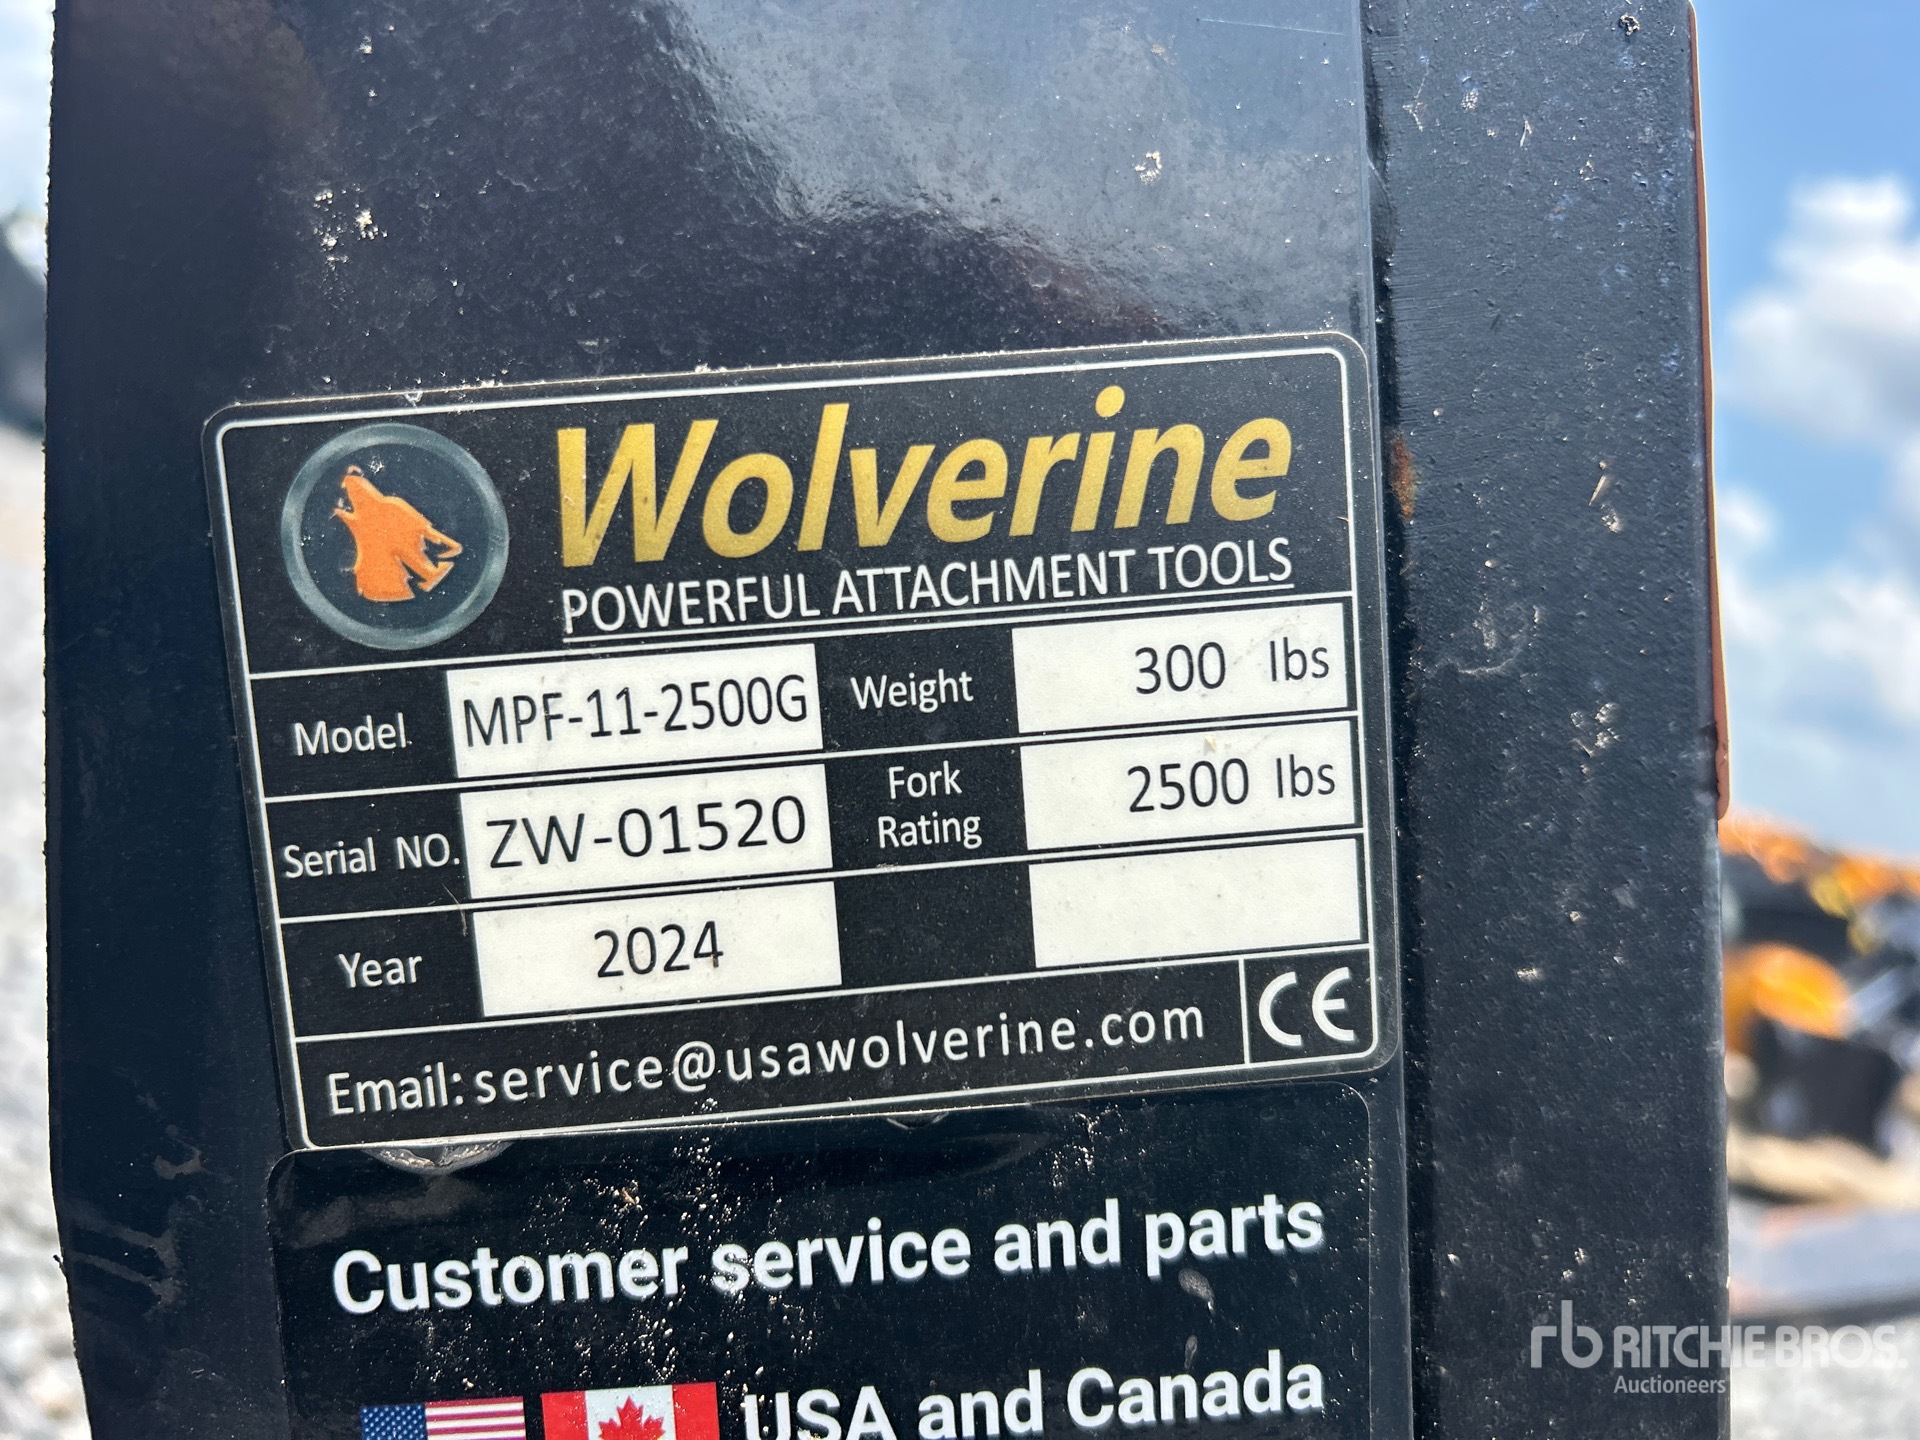 Wolverine
POWERFUL ATTACHMENT TOOLS
Model MPF-11-2500G Weight 300 lbs
Serial NO. ZW-01520 Fork Rating 2500 lbs
Year 2024
Email: service@usawolverine.com CE
Customer service and parts
USA and Canada
rb RITCHIE BROS.
Auctioneers